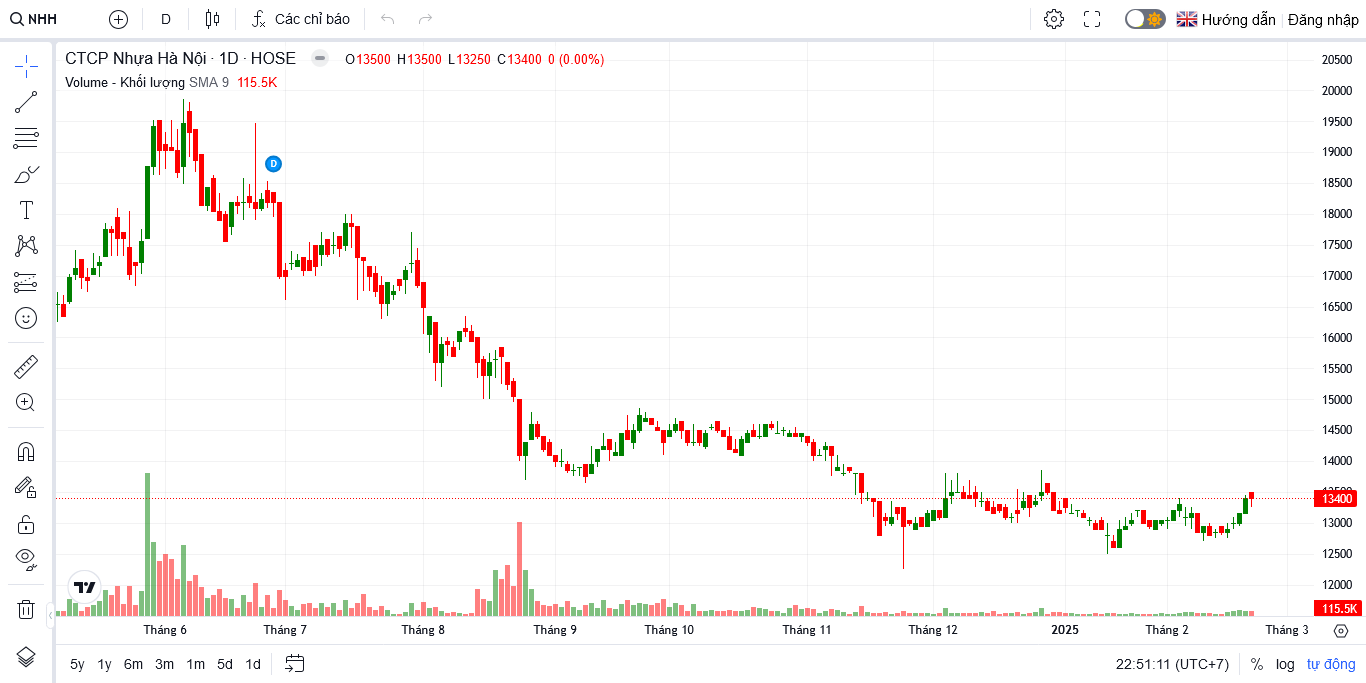 NHH
D
Các chỉ báo
Hướng dẫn
Đăng nhập
CTCP Nhựa Hà Nội · 1D · HOSE
O13500 H13500 L13250 C13400 0 (0.00%)
Volume - Khối lượng SMA 9 115.5K
D
20500
20000
19500
19000
18500
18000
17500
17000
16500
16000
15500
15000
14500
14000
13400
13000
12500
12000
115.5K
Tháng 6
Tháng 7
Tháng 8
Tháng 9
Tháng 10
Tháng 11
Tháng 12
2025
Tháng 2
Tháng 3
5y 1y 6m 3m 1m 5d 1d
22:51:11 (UTC+7)
% log tự động